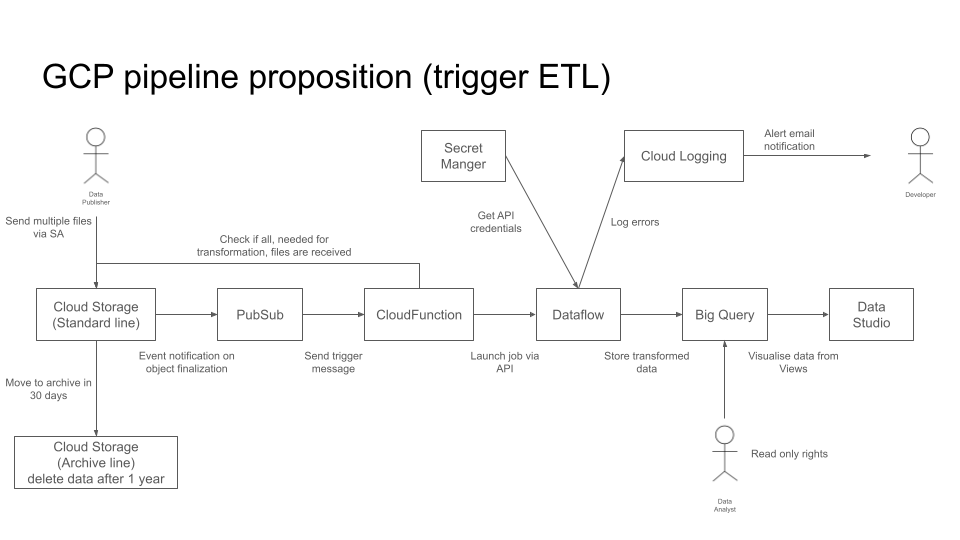 GCP pipeline proposition (trigger ETL)
Data
Publisher
Secret
Manger
Cloud Logging
Alert email
notification
Developer
Send multiple files
via SA
Check if all, needed for
transformation, files are received
Get API
credentials
Log errors
Cloud Storage
(Standard line)
PubSub
CloudFunction
Dataflow
Big Query
Data
Studio
Event notification on
object finalization
Send trigger
message
Launch job via
API
Store transformed
data
Visualise data from
Views
Move to archive in
30 days
Cloud Storage
(Archive line)
delete data after 1 year
Read only rights
Data
Analyst